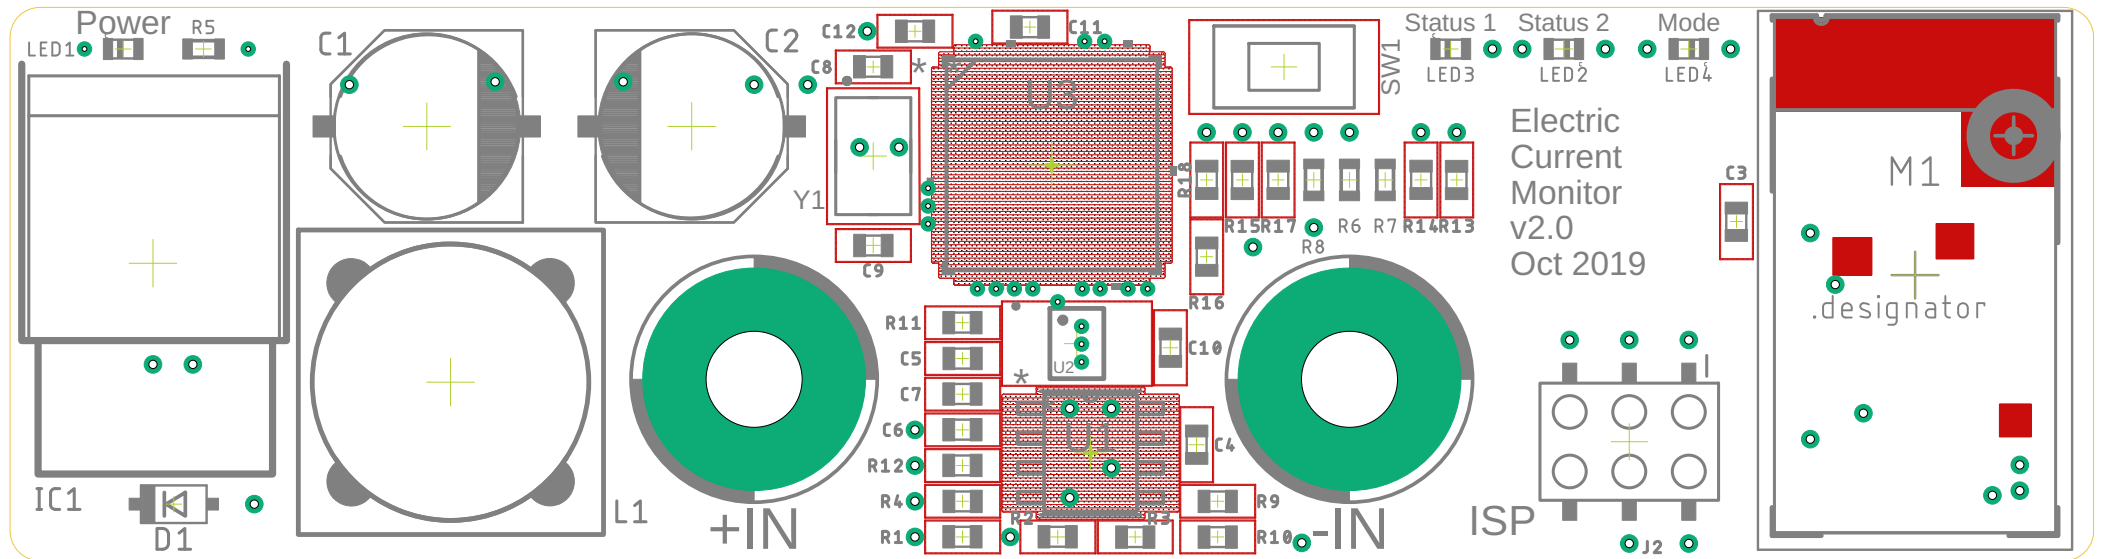 Power
LED1
R5
C1
C2
C12
C11
C8
*
U3
SW1
Status 1
Status 2
Mode
LED3
LED2
LED4
Electric
Current
Monitor
v2.0
Oct 2019
M1
C3
Y1
C9
R18
R15
R17
R8
R6
R7
R14
R13
R16
.designator
R11
C5
C7
C6
R12
R4
R1
U2
*
C10
U1
C4
R9
R10
R2
R3
IC1
D1
L1
+IN
-IN
ISP
J2